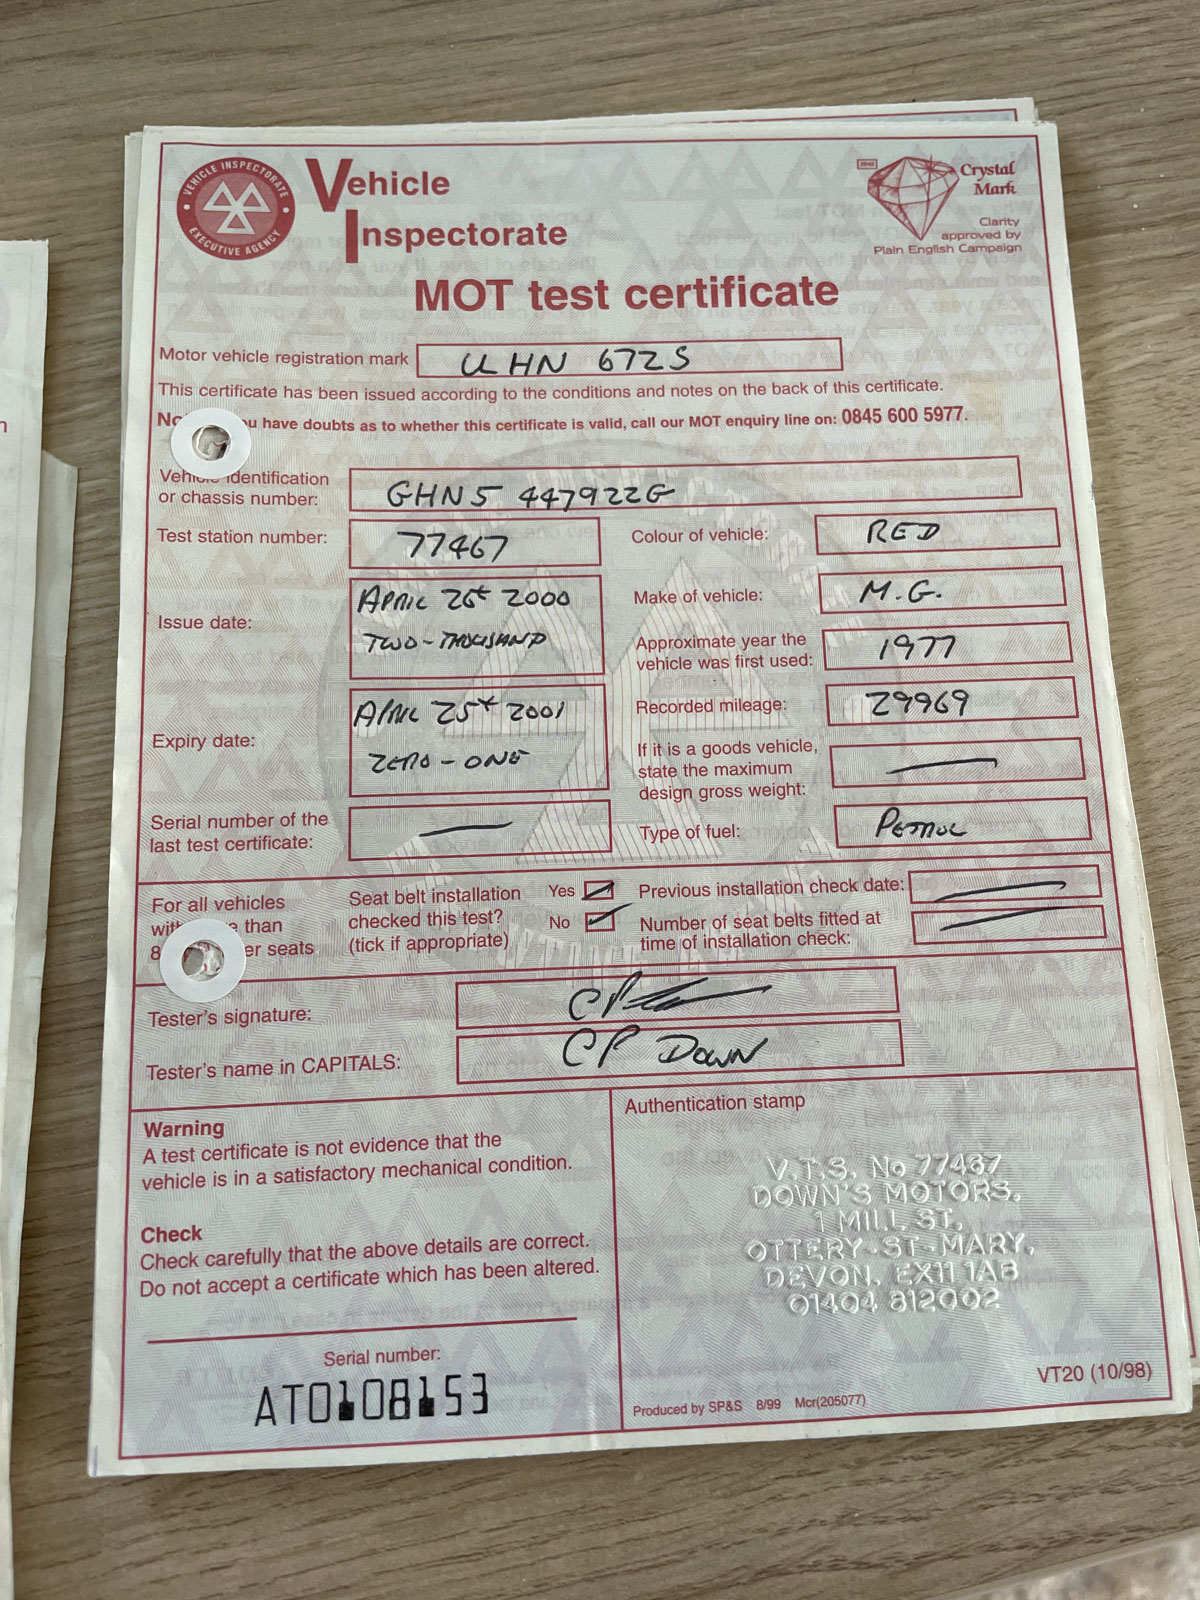 VEHICLE INSPECTORATE
EXECUTIVE AGENCY
Vehicle
Inspectorate
Crystal
Mark
Clarity
approved by
Plain English Campaign
MOT test certificate
Motor vehicle registration mark UHN 672S
This certificate has been issued according to the conditions and notes on the back of this certificate.
have doubts as to whether this certificate is valid, call our MOT enquiry line on: 0845 600 5977.
Vehicle identification
or chassis number: GHN5 447922G
Test station number: 77467
Colour of vehicle: RED
Issue date: APRIL 26th 2000
TWO-THOUSAND
Make of vehicle: M.G.
Approximate year the
vehicle was first used: 1977
Expiry date: APRIL 25th 2001
ZERO-ONE
Recorded mileage: 29969
If it is a goods vehicle,
state the maximum
design gross weight:
Serial number of the
last test certificate:
Type of fuel: PETROL
For all vehicles
than
8 seats
Seat belt installation
checked this test?
(tick if appropriate)
Yes
No
Previous installation check date:
Number of seat belts fitted at
time of installation check:
Tester's signature:
Tester's name in CAPITALS: CP DOWN
Warning
A test certificate is not evidence that the
vehicle is in a satisfactory mechanical condition.
Check
Check carefully that the above details are correct.
Do not accept a certificate which has been altered.
Serial number:
AT0108153
Authentication stamp
V.T.S. No 77467
DOWN'S MOTORS,
1 MILL ST,
OTTERY-ST-MARY,
DEVON, EX11 1AB
01404 812002
VT20 (10/98)
Produced by SP&S 8/99 Mcr(205077)